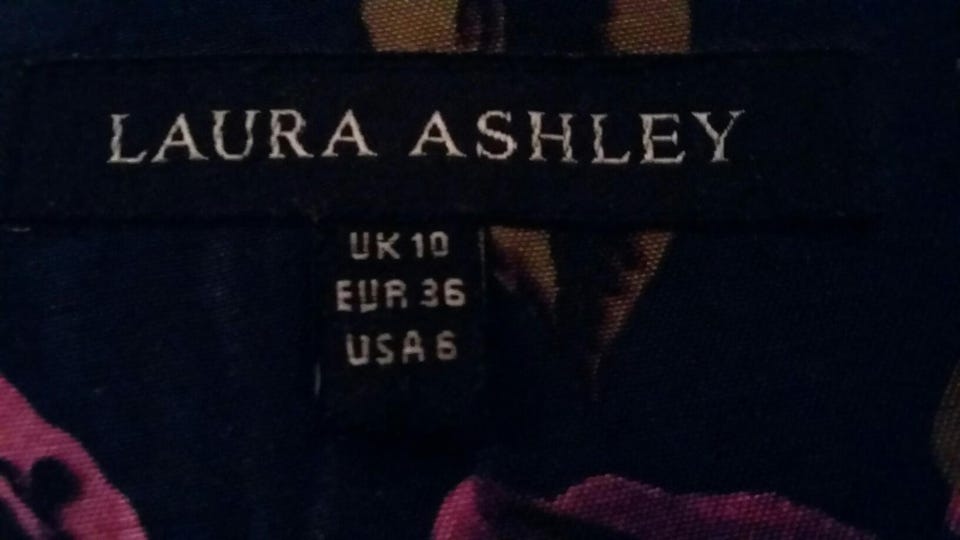 LAURA ASHLEY
UK 10
EUR 36
USA 6